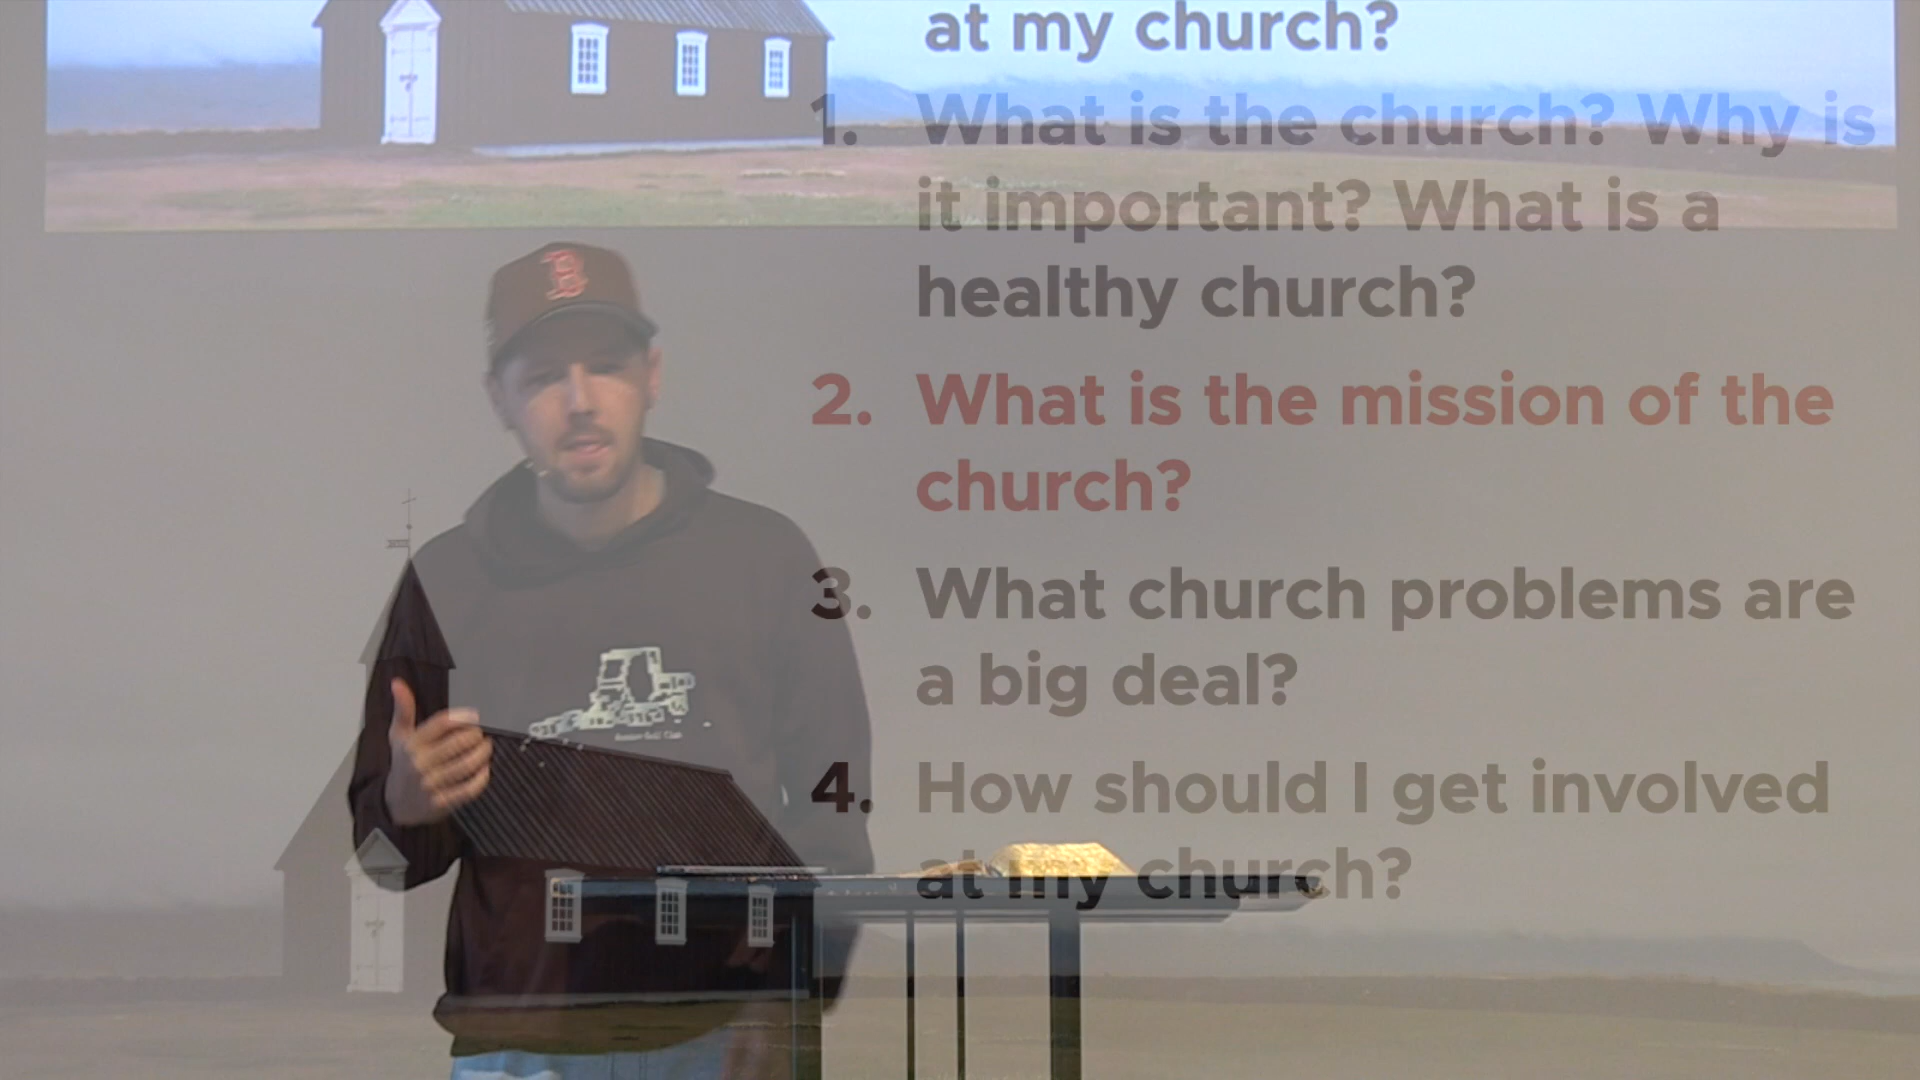 at my church?
1. What is the church? Why is
it important? What is a
healthy church?
2. What is the mission of the
church?
3. What church problems are
a big deal?
4. How should I get involved
at my church?
B